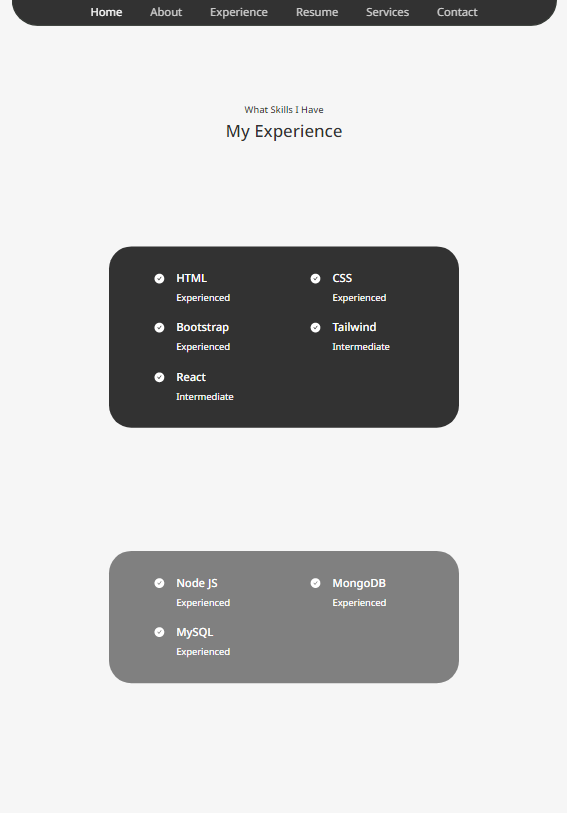 Home About Experience Resume Services Contact
What Skills I Have
My Experience
HTML CSS
Experienced Experienced
Bootstrap Tailwind
Experienced Intermediate
React
Intermediate
Node JS MongoDB
Experienced Experienced
MySQL
Experienced